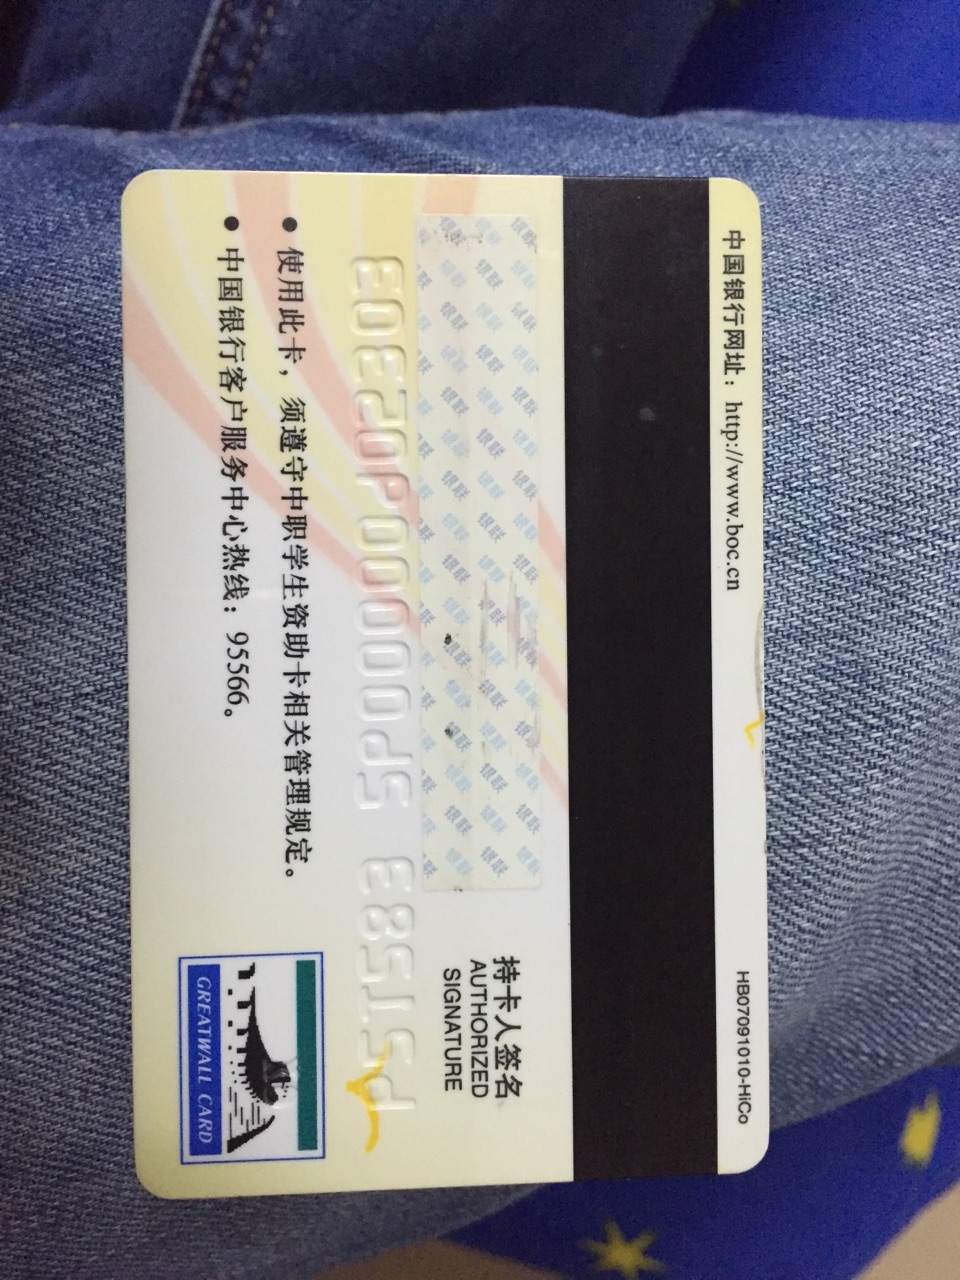 中国银行网址：http://www.boc.cn
HB07091010-HiCo
持卡人签名
AUTHORIZED
SIGNATURE
银联
● 使用此卡，须遵守中职学生资助卡相关管理规定。
● 中国银行客户服务中心热线：95566。
GREATWALL CARD